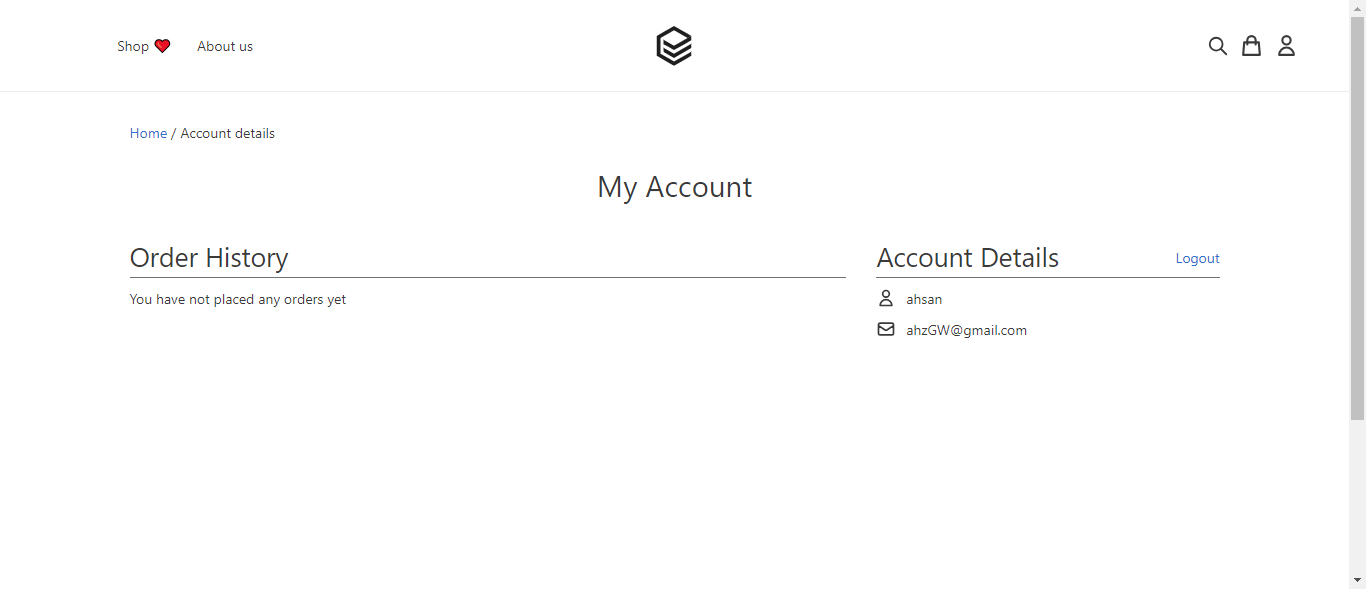 Shop ❤️ About us
Home / Account details
My Account
Order History
You have not placed any orders yet
Account Details Logout
ahsan
ahzGW@gmail.com